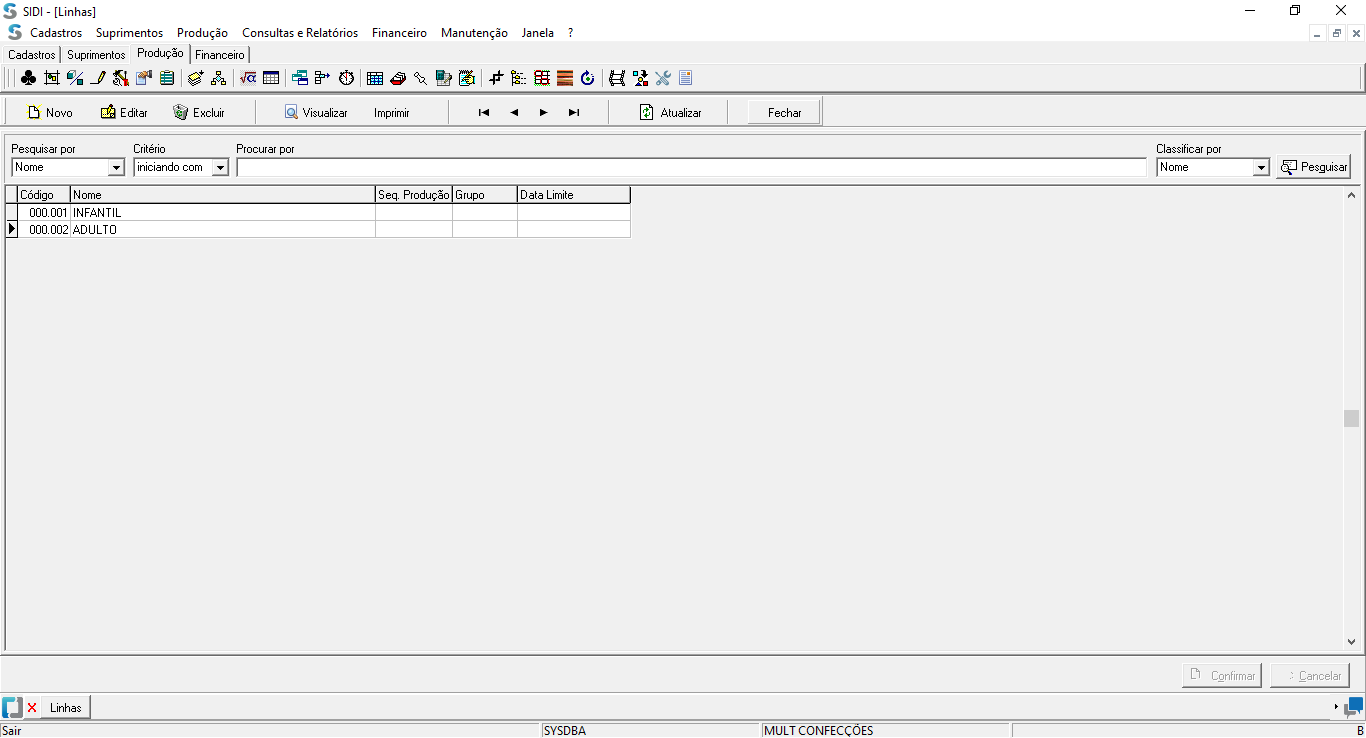 SIDI - [Linhas]
Cadastros Suprimentos Produção Consultas e Relatórios Financeiro Manutenção Janela ?
Cadastros Suprimentos Produção Financeiro
Novo Editar Excluir Visualizar Imprimir Atualizar Fechar
Pesquisar por Critério Procurar por Classificar por
Nome iniciando com Nome Pesquisar
Código Nome Seq. Produção Grupo Data Limite
000.001 INFANTIL
000.002 ADULTO
Confirmar Cancelar
Linhas
Sair SYSDBA MULT CONFECÇÕES B